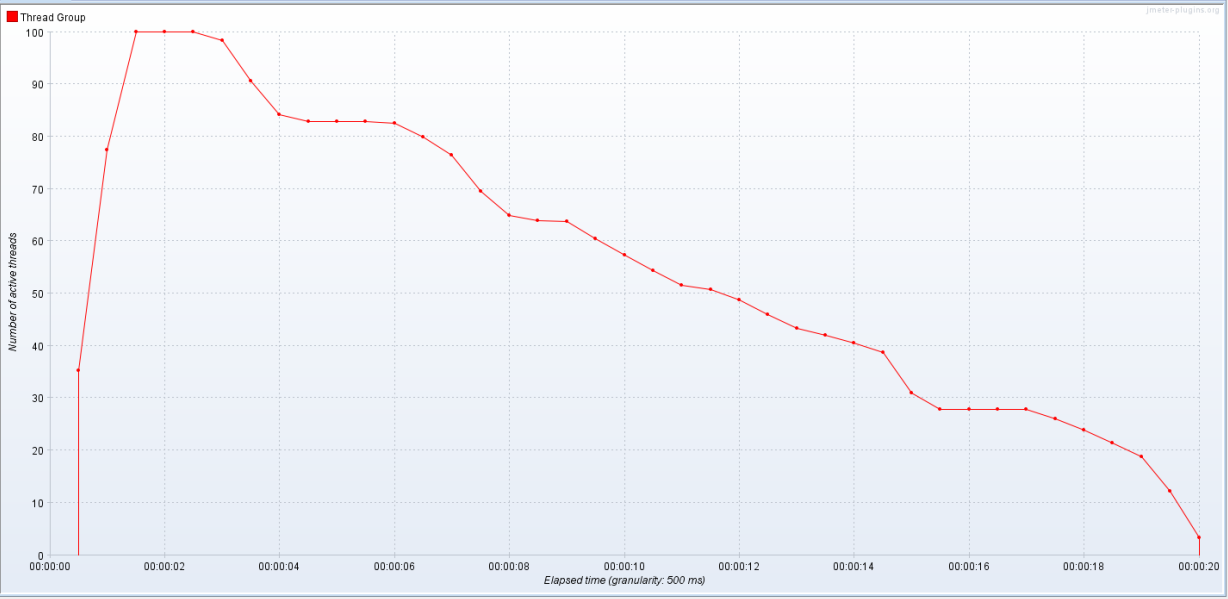 jmeter-plugins.org
Thread Group
100
90
80
70
60
50
40
30
20
10
0
Number of active threads
00:00:00 00:00:02 00:00:04 00:00:06 00:00:08 00:00:10 00:00:12 00:00:14 00:00:16 00:00:18 00:00:20
Elapsed time (granularity: 500 ms)